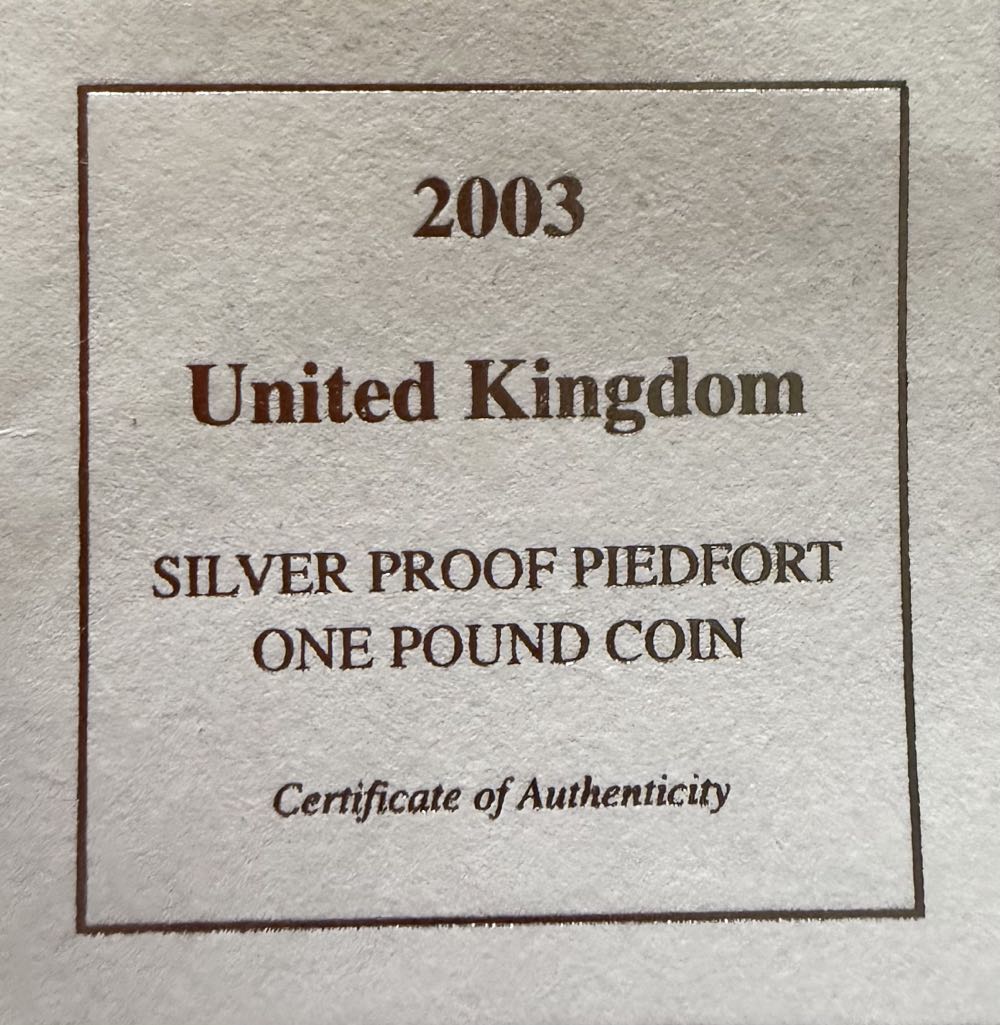 2003
United Kingdom
SILVER PROOF PIEDFORT
ONE POUND COIN
Certificate of Authenticity